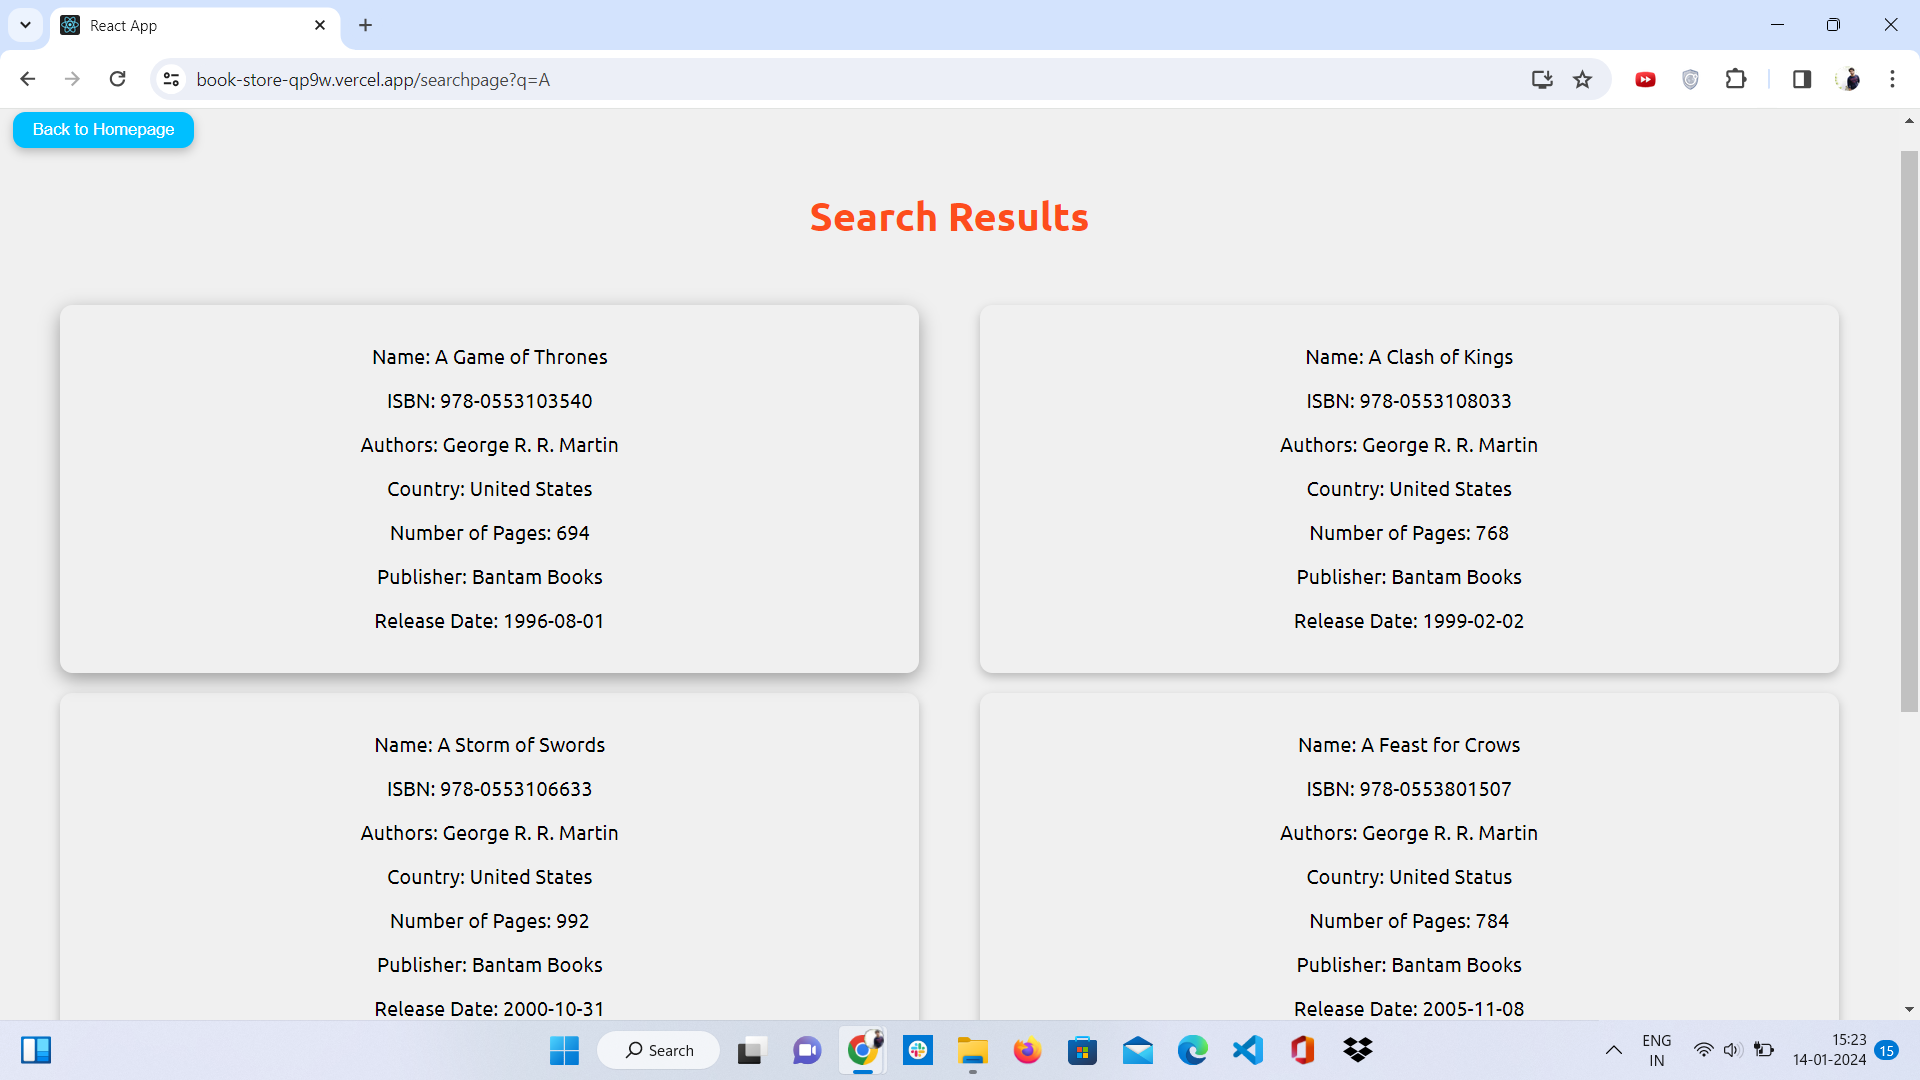 React App
book-store-qp9w.vercel.app/searchpage?q=A
Back to Homepage
Search Results
Name: A Game of Thrones
ISBN: 978-0553103540
Authors: George R. R. Martin
Country: United States
Number of Pages: 694
Publisher: Bantam Books
Release Date: 1996-08-01
Name: A Clash of Kings
ISBN: 978-0553108033
Authors: George R. R. Martin
Country: United States
Number of Pages: 768
Publisher: Bantam Books
Release Date: 1999-02-02
Name: A Storm of Swords
ISBN: 978-0553106633
Authors: George R. R. Martin
Country: United States
Number of Pages: 992
Publisher: Bantam Books
Release Date: 2000-10-31
Name: A Feast for Crows
ISBN: 978-0553801507
Authors: George R. R. Martin
Country: United Status
Number of Pages: 784
Publisher: Bantam Books
Release Date: 2005-11-08
Search
ENG
IN
15:23
14-01-2024
15